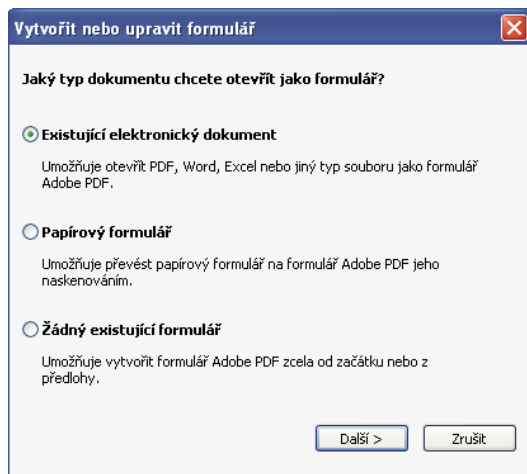 Vytvořit nebo upravit formulář
Jaký typ dokumentu chcete otevřít jako formulář?
Existující elektronický dokument
Umožňuje otevřít PDF, Word, Excel nebo jiný typ souboru jako formulář
Adobe PDF.
Papírový formulář
Umožňuje převést papírový formulář na formulář Adobe PDF jeho
naskenováním.
Žádný existující formulář
Umožňuje vytvořit formulář Adobe PDF zcela od začátku nebo z
předlohy.
Další >
Zrušit